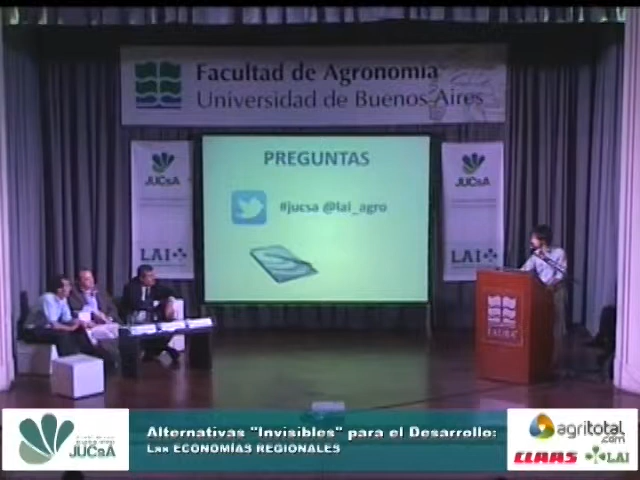 Facultad de Agronomía
Universidad de Buenos Aires
JUCsA
LAI
PREGUNTAS
#jucsa @lai_agro
JUCsA
LAI
JUCsA
Alternativas "Invisibles" para el Desarrollo:
Las ECONOMÍAS REGIONALES
agritotal
.com
CLAAS
LAI